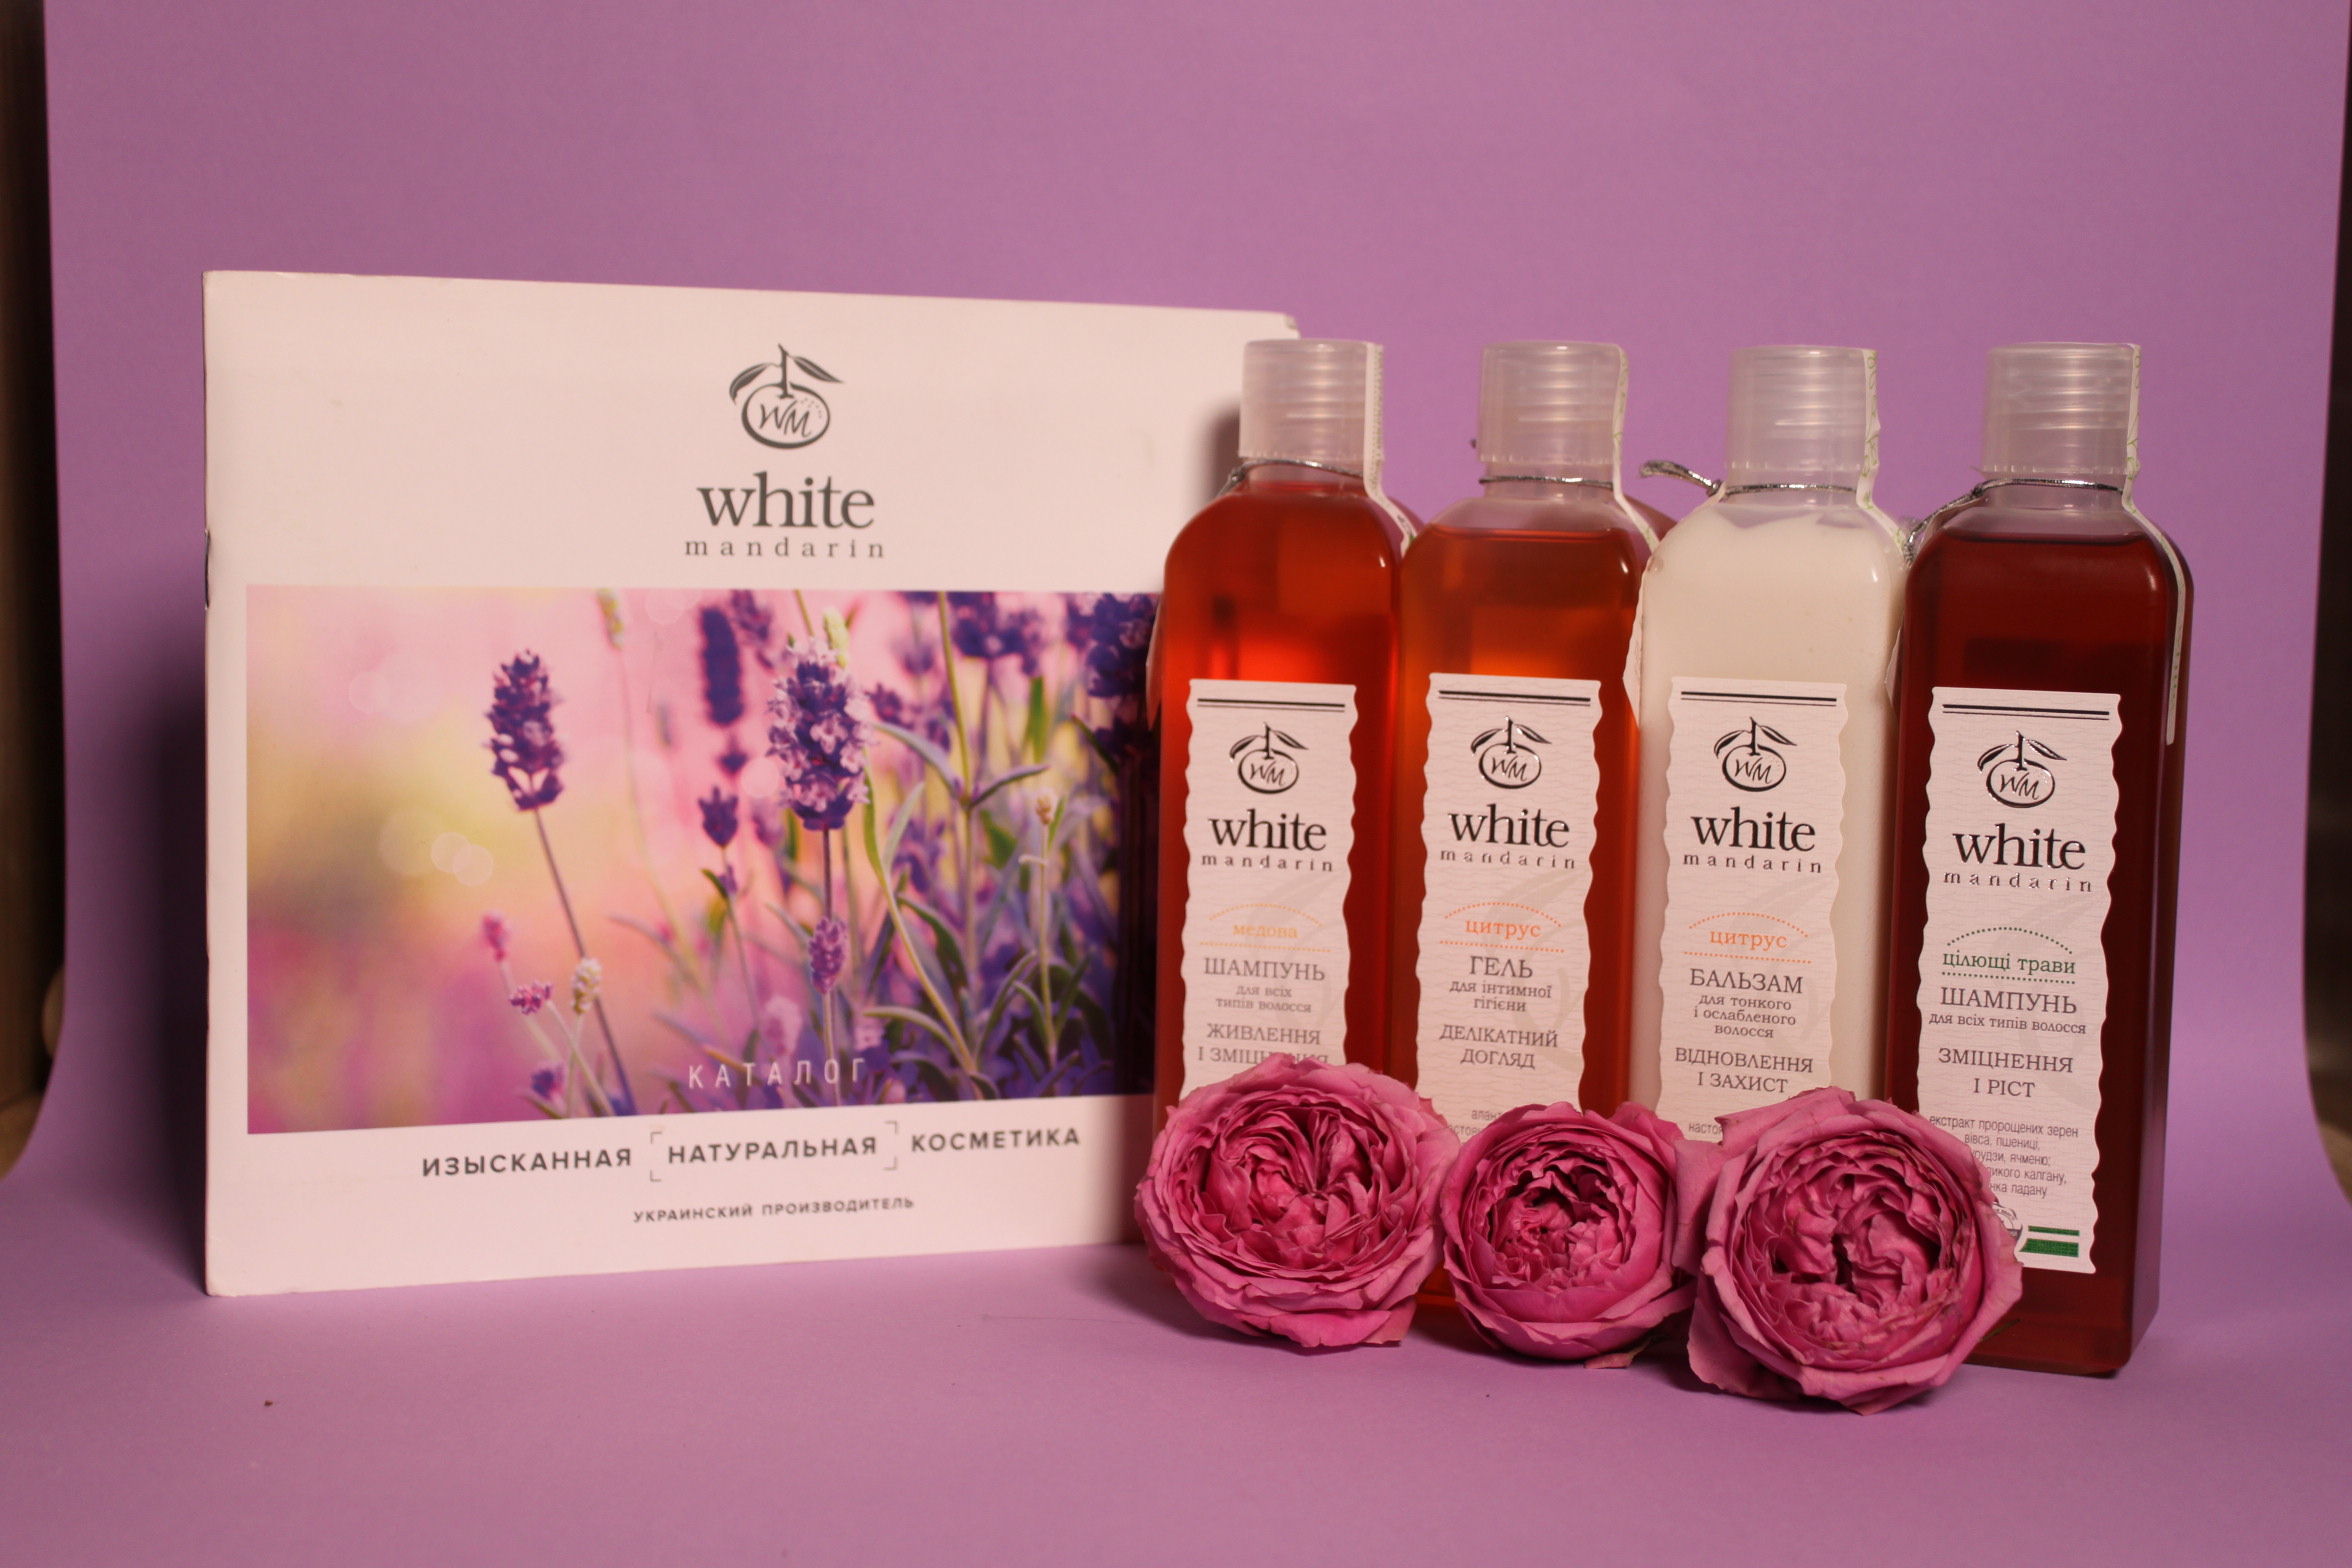 WM
white
mandarin
КАТАЛОГ
ИЗЫСКАННАЯ НАТУРАЛЬНАЯ КОСМЕТИКА
УКРАИНСКИЙ ПРОИЗВОДИТЕЛЬ
WM
white
mandarin
медова
ШАМПУНЬ
для всіх
типів волосся
ЖИВЛЕННЯ
І
WM
white
mandarin
цитрус
ГЕЛЬ
для інтимної
гігієни
ДЕЛІКАТНИЙ
ДОГЛЯД
WM
white
mandarin
цитрус
БАЛЬЗАМ
для тонкого
і ослабленого
волосся
ВІДНОВЛЕННЯ
І ЗАХИСТ
WM
white
mandarin
цілющі трави
ШАМПУНЬ
для всіх типів волосся
ЗМІЦНЕННЯ
І РІСТ
екстракт пророщених зерен
вівса, пшениці,
ячменю;
калгану,
ладану